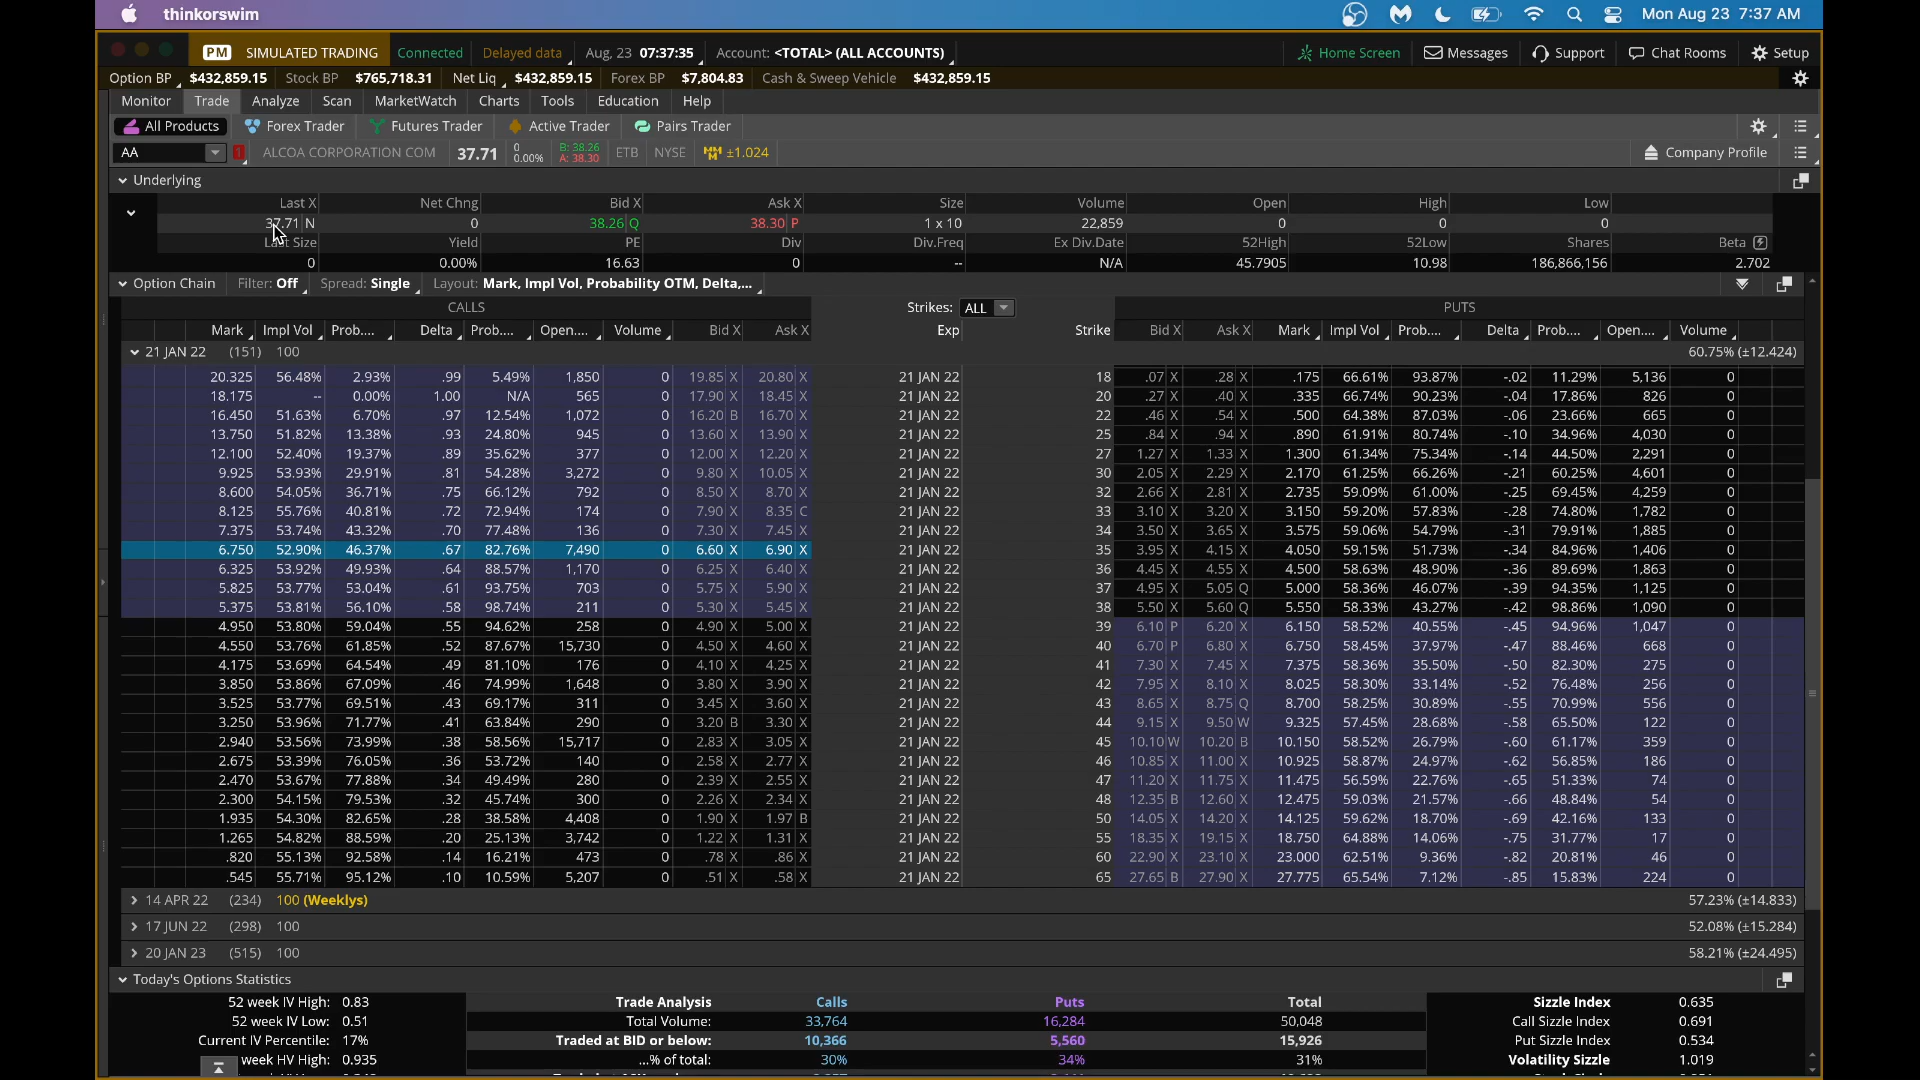 thinkorswim Mon Aug 23 7:37 AM
PM SIMULATED TRADING Connected Delayed data Aug, 23 07:37:35 Account: <TOTAL> (ALL ACCOUNTS) Home Screen Messages Support Chat Rooms Setup
Option BP $432,859.15 Stock BP $765,718.31 Net Liq $432,859.15 Forex BP $7,804.83 Cash & Sweep Vehicle $432,859.15
Monitor Trade Analyze Scan MarketWatch Charts Tools Education Help
All Products Forex Trader Futures Trader Active Trader Pairs Trader
AA 1 ALCOA CORPORATION COM 37.71 0 0.00% B: 38.26 A: 38.30 ETB NYSE ±1.024 Company Profile
Underlying
Last X Net Chng Bid X Ask X Size Volume Open High Low
37.71 N 0 38.26 Q 38.30 P 1 x 10 22,859 0 0 0
Last Size Yield PE Div Div.Freq Ex Div.Date 52High 52Low Shares Beta
0 0.00% 16.63 0 -- N/A 45.7905 10.98 186,866,156 2.702
Option Chain Filter: Off Spread: Single Layout: Mark, Impl Vol, Probability OTM, Delta,...
CALLS Strikes: ALL PUTS
Mark Impl Vol Prob.... Delta Prob.... Open.... Volume Bid X Ask X Exp Strike Bid X Ask X Mark Impl Vol Prob.... Delta Prob.... Open.... Volume
21 JAN 22 (151) 100 60.75% (±12.424)
20.325 56.48% 2.93% .99 5.49% 1,850 0 19.85 X 20.80 X 21 JAN 22 18 .07 X .28 X .175 66.61% 93.87% -.02 11.29% 5,136 0
18.175 -- 0.00% 1.00 N/A 565 0 17.90 X 18.45 X 21 JAN 22 20 .27 X .40 X .335 66.74% 90.23% -.04 17.86% 826 0
16.450 51.63% 6.70% .97 12.54% 1,072 0 16.20 B 16.70 X 21 JAN 22 22 .46 X .54 X .500 64.38% 87.03% -.06 23.66% 665 0
13.750 51.82% 13.38% .93 24.80% 945 0 13.60 X 13.90 X 21 JAN 22 25 .84 X .94 X .890 61.91% 80.74% -.10 34.96% 4,030 0
12.100 52.40% 19.37% .89 35.62% 377 0 12.00 X 12.20 X 21 JAN 22 27 1.27 X 1.33 X 1.300 61.34% 75.34% -.14 44.50% 2,291 0
9.925 53.93% 29.91% .81 54.28% 3,272 0 9.80 X 10.05 X 21 JAN 22 30 2.05 X 2.29 X 2.170 61.25% 66.26% -.21 60.25% 4,601 0
8.600 54.05% 36.71% .75 66.12% 792 0 8.50 X 8.70 X 21 JAN 22 32 2.66 X 2.81 X 2.735 59.09% 61.00% -.25 69.45% 4,259 0
8.125 55.76% 40.81% .72 72.94% 174 0 7.90 X 8.35 C 21 JAN 22 33 3.10 X 3.20 X 3.150 59.20% 57.83% -.28 74.80% 1,782 0
7.375 53.74% 43.32% .70 77.48% 136 0 7.30 X 7.45 X 21 JAN 22 34 3.50 X 3.65 X 3.575 59.06% 54.79% -.31 79.91% 1,885 0
6.750 52.90% 46.37% .67 82.76% 7,490 0 6.60 X 6.90 X 21 JAN 22 35 3.95 X 4.15 X 4.050 59.15% 51.73% -.34 84.96% 1,406 0
6.325 53.92% 49.93% .64 88.57% 1,170 0 6.25 X 6.40 X 21 JAN 22 36 4.45 X 4.55 X 4.500 58.63% 48.90% -.36 89.69% 1,863 0
5.825 53.77% 53.04% .61 93.75% 703 0 5.75 X 5.90 X 21 JAN 22 37 4.95 X 5.05 Q 5.000 58.36% 46.07% -.39 94.35% 1,125 0
5.375 53.81% 56.10% .58 98.74% 211 0 5.30 X 5.45 X 21 JAN 22 38 5.50 X 5.60 Q 5.550 58.33% 43.27% -.42 98.86% 1,090 0
4.950 53.80% 59.04% .55 94.62% 258 0 4.90 X 5.00 X 21 JAN 22 39 6.10 P 6.20 X 6.150 58.52% 40.55% -.45 94.96% 1,047 0
4.550 53.76% 61.85% .52 87.67% 15,730 0 4.50 X 4.60 X 21 JAN 22 40 6.70 P 6.80 X 6.750 58.45% 37.97% -.47 88.46% 668 0
4.175 53.69% 64.54% .49 81.10% 176 0 4.10 X 4.25 X 21 JAN 22 41 7.30 X 7.45 X 7.375 58.36% 35.50% -.50 82.30% 275 0
3.850 53.86% 67.09% .46 74.99% 1,648 0 3.80 X 3.90 X 21 JAN 22 42 7.95 X 8.10 X 8.025 58.30% 33.14% -.52 76.48% 256 0
3.525 53.77% 69.51% .43 69.17% 311 0 3.45 X 3.60 X 21 JAN 22 43 8.65 X 8.75 Q 8.700 58.25% 30.89% -.55 70.99% 556 0
3.250 53.96% 71.77% .41 63.84% 290 0 3.20 B 3.30 X 21 JAN 22 44 9.15 X 9.50 W 9.325 57.45% 28.68% -.58 65.50% 122 0
2.940 53.56% 73.99% .38 58.56% 15,717 0 2.83 X 3.05 X 21 JAN 22 45 10.10 W 10.20 B 10.150 58.52% 26.79% -.60 61.17% 359 0
2.675 53.39% 76.05% .36 53.72% 140 0 2.58 X 2.77 X 21 JAN 22 46 10.85 X 11.00 X 10.925 58.87% 24.97% -.62 56.85% 186 0
2.470 53.67% 77.88% .34 49.49% 280 0 2.39 X 2.55 X 21 JAN 22 47 11.20 X 11.75 X 11.475 56.59% 22.76% -.65 51.33% 74 0
2.300 54.15% 79.53% .32 45.74% 300 0 2.26 X 2.34 X 21 JAN 22 48 12.35 B 12.60 X 12.475 59.03% 21.57% -.66 48.84% 54 0
1.935 54.30% 82.65% .28 38.58% 4,408 0 1.90 X 1.97 B 21 JAN 22 50 14.05 X 14.20 X 14.125 59.62% 18.70% -.69 42.16% 133 0
1.265 54.82% 88.59% .20 25.13% 3,742 0 1.22 X 1.31 X 21 JAN 22 55 18.35 X 19.15 X 18.750 64.88% 14.06% -.75 31.77% 17 0
.820 55.13% 92.58% .14 16.21% 473 0 .78 X .86 X 21 JAN 22 60 22.90 X 23.10 X 23.000 62.51% 9.36% -.82 20.81% 46 0
.545 55.71% 95.12% .10 10.59% 5,207 0 .51 X .58 X 21 JAN 22 65 27.65 B 27.90 X 27.775 65.54% 7.12% -.85 15.83% 224 0
14 APR 22 (234) 100 (Weeklys) 57.23% (±14.833)
17 JUN 22 (298) 100 52.08% (±15.284)
20 JAN 23 (515) 100 58.21% (±24.495)
Today's Options Statistics
52 week IV High: 0.83 Trade Analysis Calls Puts Total Sizzle Index 0.635
52 week IV Low: 0.51 Total Volume: 33,764 16,284 50,048 Call Sizzle Index 0.691
Current IV Percentile: 17% Traded at BID or below: 10,366 5,560 15,926 Put Sizzle Index 0.534
week HV High: 0.935 ...% of total: 30% 34% 31% Volatility Sizzle 1.019